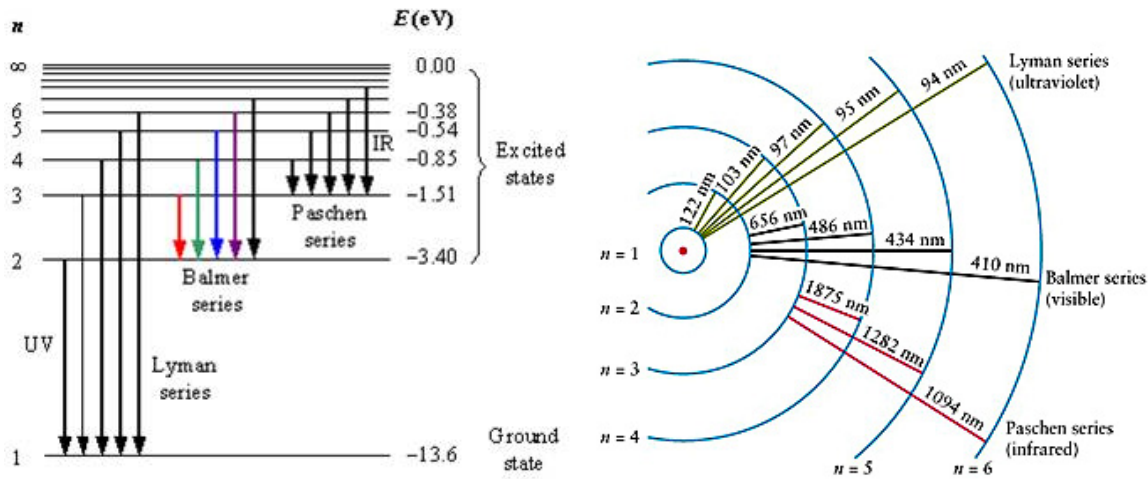 n
E (eV)
∞
0.00
6
−0.38
5
−0.54
IR
4
−0.85
Excited
states
3
−1.51
Paschen
series
2
−3.40
Balmer
series
UV
Lyman
series
1
−13.6
Ground
state
Lyman series
(ultraviolet)
94 nm
95 nm
97 nm
103 nm
122 nm
656 nm
486 nm
434 nm
410 nm
Balmer series
(visible)
1875 nm
1282 nm
1094 nm
Paschen series
(infrared)
n = 1
n = 2
n = 3
n = 4
n = 5
n = 6